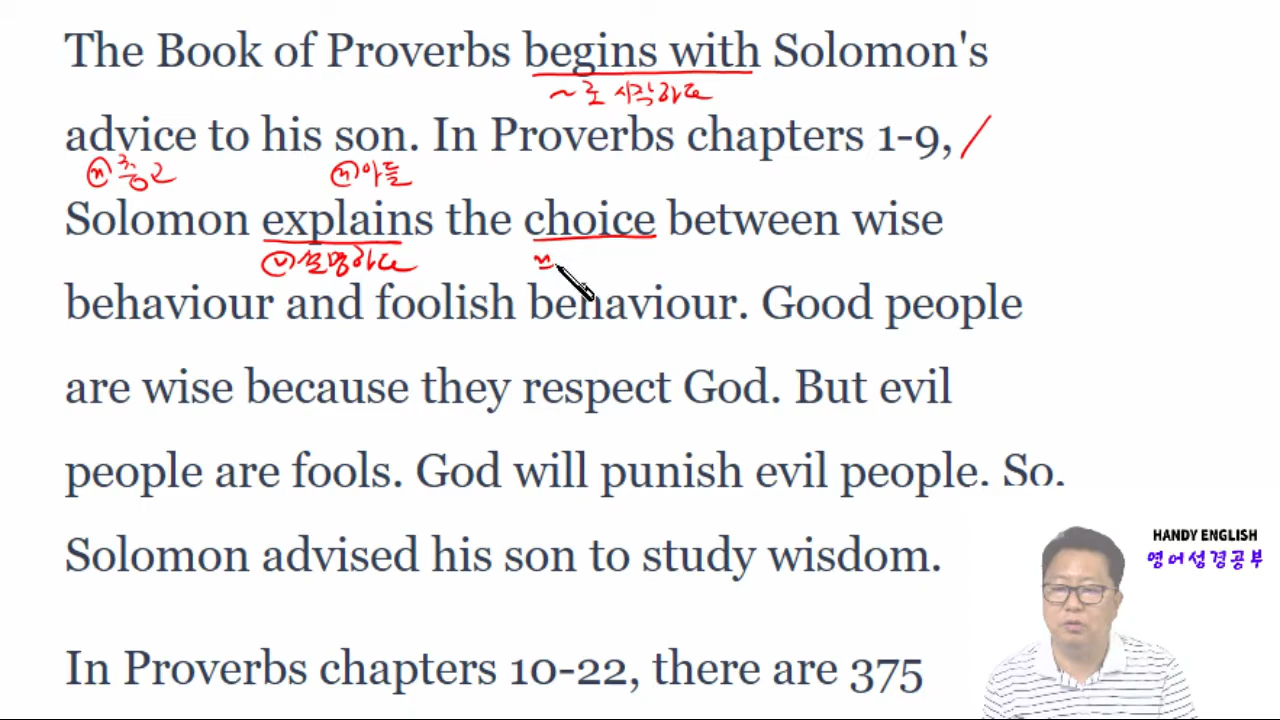 The Book of Proverbs begins with Solomon's
~로 시작하다
advice to his son. In Proverbs chapters 1-9, /
ⓝ충고 ⓝ아들
Solomon explains the choice between wise
ⓥ설명하다 n
behaviour and foolish behaviour. Good people
are wise because they respect God. But evil
people are fools. God will punish evil people. So,
Solomon advised his son to study wisdom.
In Proverbs chapters 10-22, there are 375
HANDY ENGLISH
영어성경공부